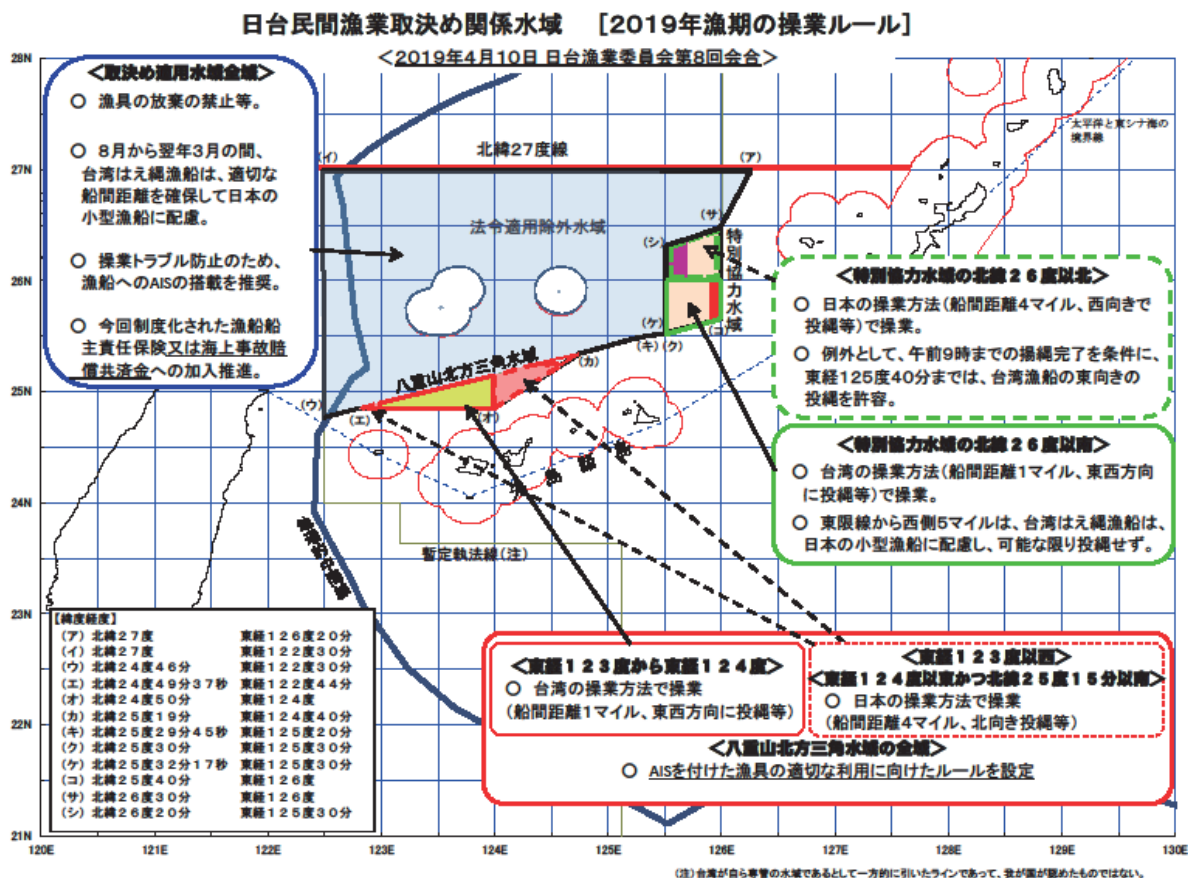 日台民間漁業取決め関係水域 [2019年漁期の操業ルール]
<2019年4月10日 日台漁業委員会第8回会合>
28N
27N
26N
25N
24N
23N
22N
21N
120E
121E
122E
123E
124E
125E
126E
127E
128E
129E
130E
<取決め適用水域全域>
○ 漁具の放棄の禁止等。
○ 8月から翌年3月の間、
台湾はえ縄漁船は、適切な
船間距離を確保して日本の
小型漁船に配慮。
○ 操業トラブル防止のため、
漁船へのAISの搭載を推奨。
○ 今回制度化された漁船船
主責任保険又は海上事故賠
償共済金への加入推進。
北緯27度線
(イ)
(ア)
太平洋と東シナ海の
境界線
法令適用除外水域
(サ)
(シ)
特別協力水域
(ケ)
(コ)
(キ)
(ク)
(カ)
八重山北方三角水域
(ウ)
(エ)
(オ)
暫定執法線(注)
<特別協力水域の北緯26度以北>
○ 日本の操業方法(船間距離4マイル、西向きで
投縄等)で操業。
○ 例外として、午前9時までの揚縄完了を条件に、
東経125度40分までは、台湾漁船の東向きの
投縄を許容。
<特別協力水域の北緯26度以南>
○ 台湾の操業方法(船間距離1マイル、東西方向
に投縄等)で操業。
○ 東限線から西側5マイルは、台湾はえ縄漁船は、
日本の小型漁船に配慮し、可能な限り投縄せず。
【緯度経度】
(ア)北緯27度 東経126度20分
(イ)北緯27度 東経122度30分
(ウ)北緯24度46分 東経122度30分
(エ)北緯24度49分37秒 東経122度44分
(オ)北緯24度50分 東経124度
(カ)北緯25度19分 東経124度40分
(キ)北緯25度29分45秒 東経125度20分
(ク)北緯25度30分 東経125度30分
(ケ)北緯25度32分17秒 東経125度30分
(コ)北緯25度40分 東経126度
(サ)北緯26度30分 東経126度
(シ)北緯26度20分 東経125度30分
<東経123度から東経124度>
○ 台湾の操業方法で操業
(船間距離1マイル、東西方向に投縄等)
<東経123度以西>
<東経124度以東かつ北緯25度15分以南>
○ 日本の操業方法で操業
(船間距離4マイル、北向き投縄等)
<八重山北方三角水域の全域>
○ AISを付けた漁具の適切な利用に向けたルールを設定
(注)台湾が自ら専管の水域であるとして一方的に引いたラインであって、我が国が認めたものではない。